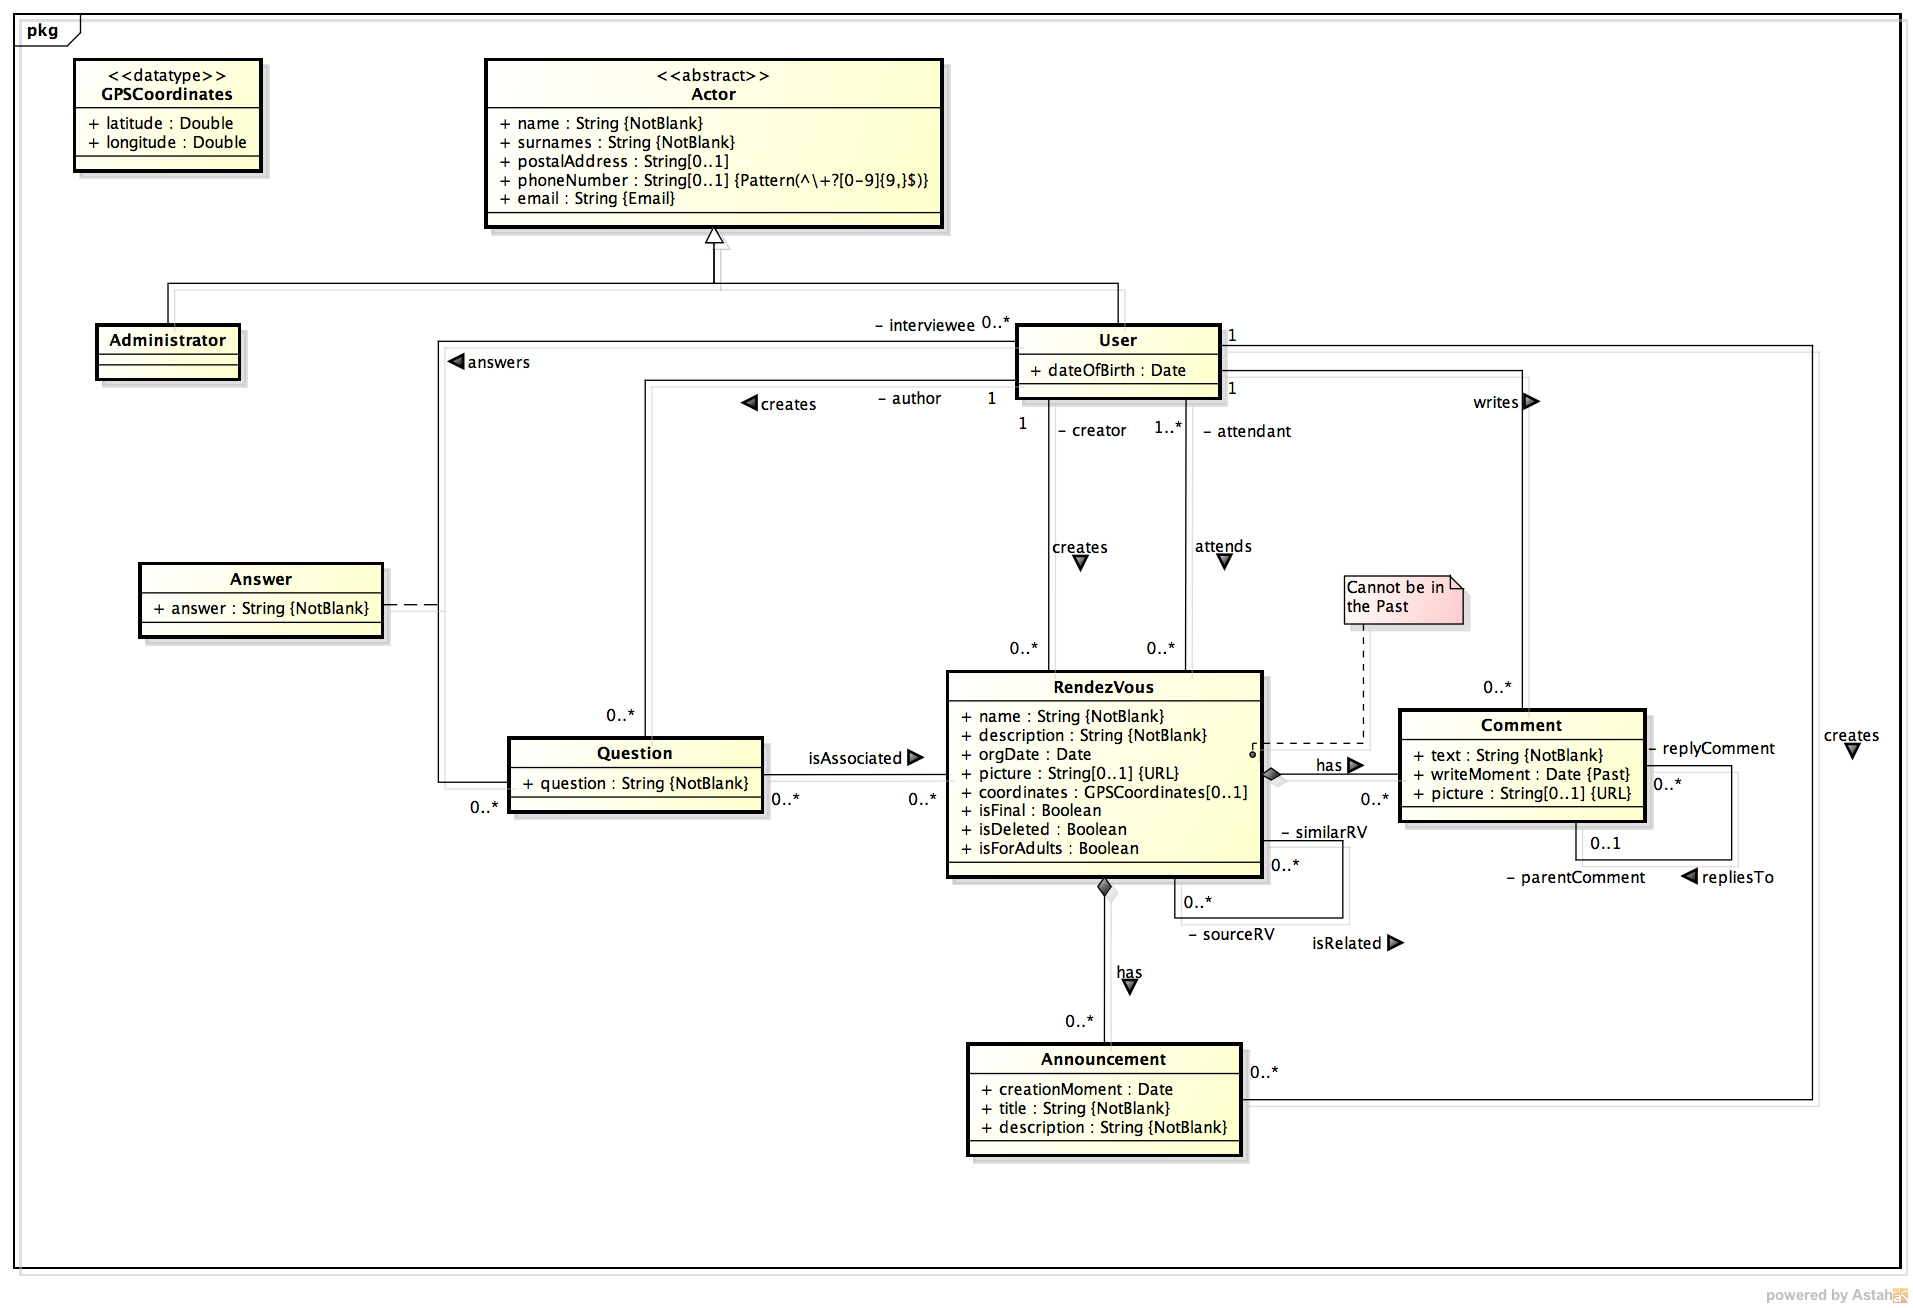 pkg
<<datatype>>
GPSCoordinates
+ latitude : Double
+ longitude : Double
<<abstract>>
Actor
+ name : String {NotBlank}
+ surnames : String {NotBlank}
+ postalAddress : String[0..1]
+ phoneNumber : String[0..1] {Pattern(^\+?[0-9]{9,}$)}
+ email : String {Email}
Administrator
- interviewee 0..*
answers
User
+ dateOfBirth : Date
1
1
creates
- author
1
1
- creator
1..*
- attendant
writes
creates
attends
Answer
+ answer : String {NotBlank}
Cannot be in
the Past
0..*
0..*
0..*
0..*
RendezVous
+ name : String {NotBlank}
+ description : String {NotBlank}
+ orgDate : Date
+ picture : String[0..1] {URL}
+ coordinates : GPSCoordinates[0..1]
+ isFinal : Boolean
+ isDeleted : Boolean
+ isForAdults : Boolean
Question
+ question : String {NotBlank}
0..*
isAssociated
0..*
0..*
has
0..*
Comment
+ text : String {NotBlank}
+ writeMoment : Date {Past}
+ picture : String[0..1] {URL}
- replyComment
0..*
creates
0..1
- parentComment
repliesTo
- similarRV
0..*
0..*
- sourceRV
isRelated
has
0..*
Announcement
+ creationMoment : Date
+ title : String {NotBlank}
+ description : String {NotBlank}
0..*
powered by Astah